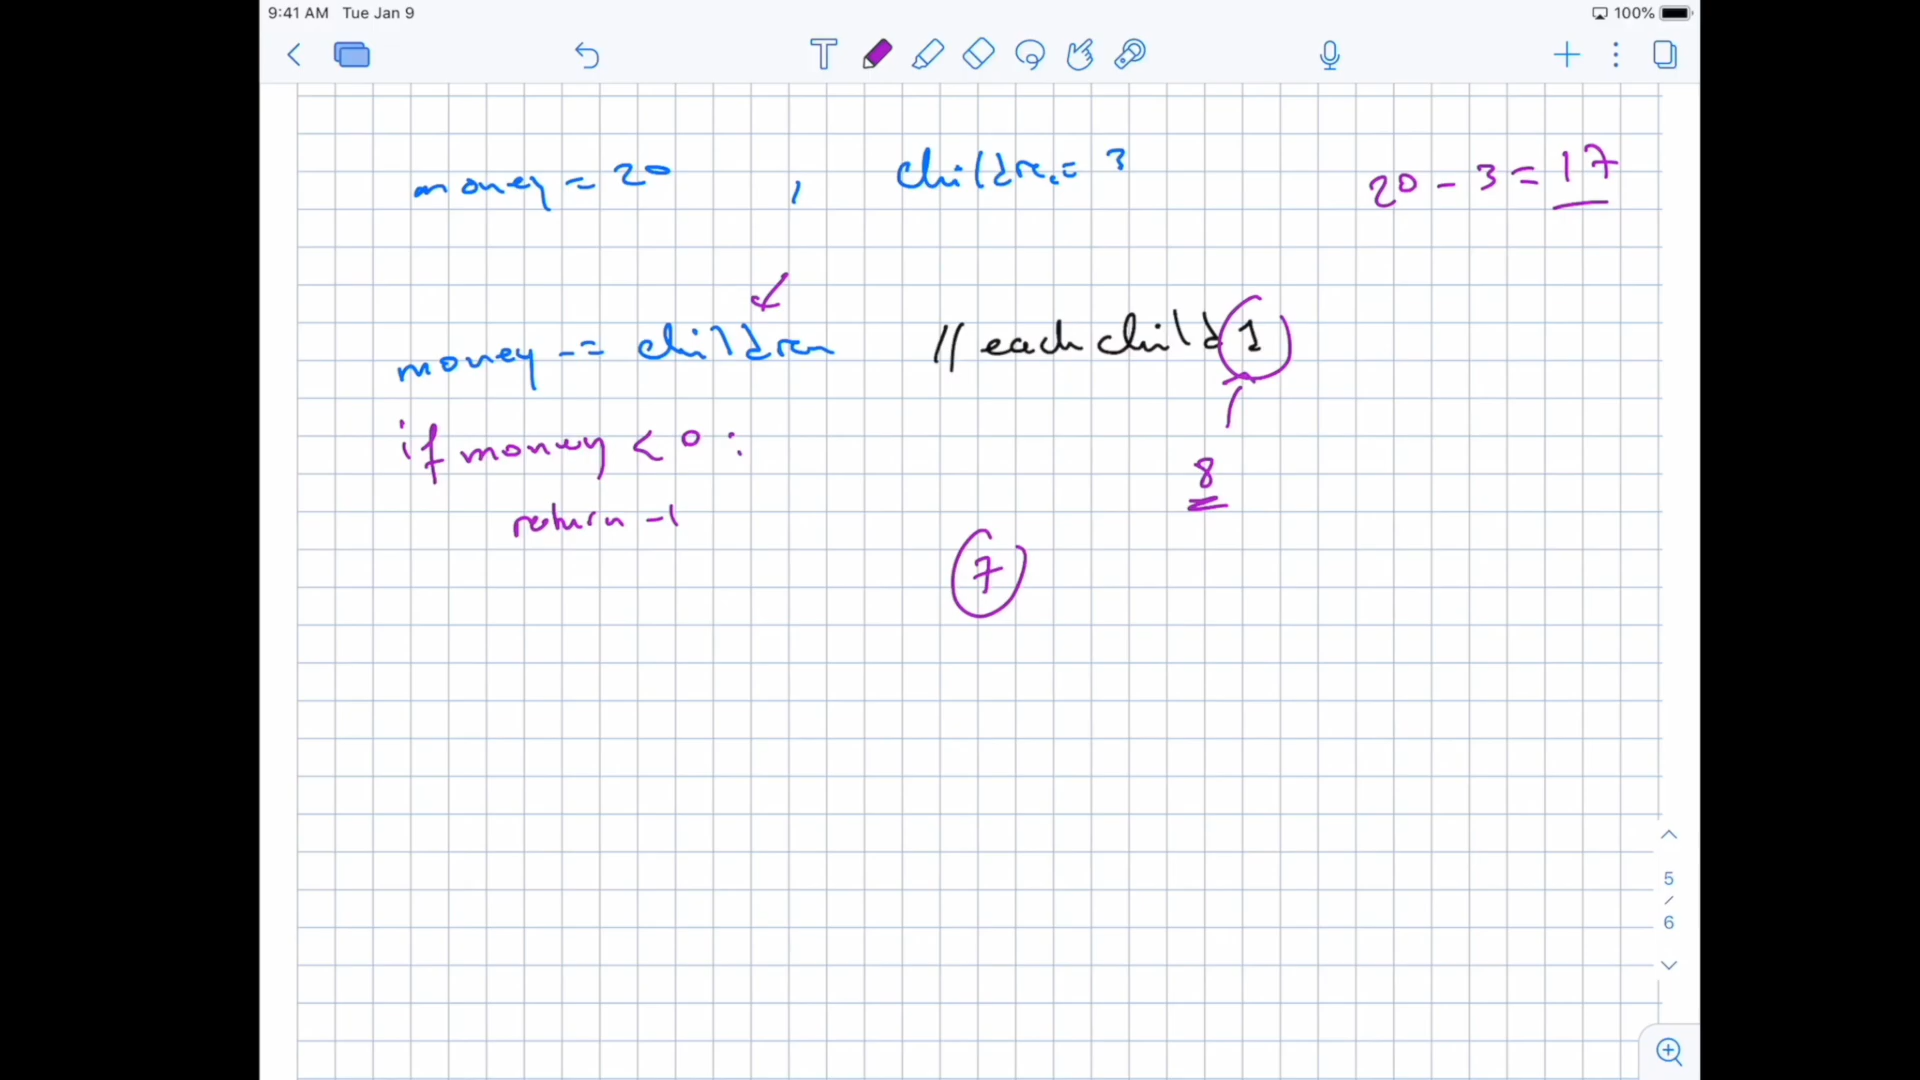 9:41 AM Tue Jan 9 100%
money = 20 , children = 3 20 - 3 = 17
money -= children // each child 1
if money < 0 :
8
return -1
7
5
/
6